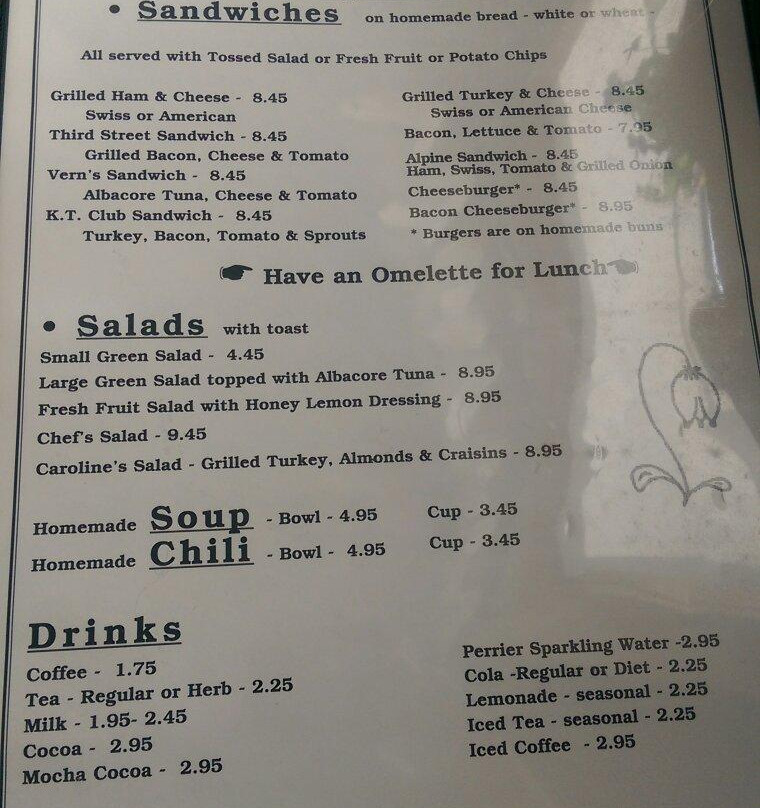 • Sandwiches on homemade bread - white or wheat -
All served with Tossed Salad or Fresh Fruit or Potato Chips
Grilled Ham & Cheese - 8.45
Swiss or American
Third Street Sandwich - 8.45
Grilled Bacon, Cheese & Tomato
Vern's Sandwich - 8.45
Albacore Tuna, Cheese & Tomato
K.T. Club Sandwich - 8.45
Turkey, Bacon, Tomato & Sprouts
Grilled Turkey & Cheese - 8.45
Swiss or American Cheese
Bacon, Lettuce & Tomato - 7.95
Alpine Sandwich - 8.45
Ham, Swiss, Tomato & Grilled Onion
Cheeseburger* - 8.45
Bacon Cheeseburger* - 8.95
* Burgers are on homemade buns
Have an Omelette for Lunch
• Salads with toast
Small Green Salad - 4.45
Large Green Salad topped with Albacore Tuna - 8.95
Fresh Fruit Salad with Honey Lemon Dressing - 8.95
Chef's Salad - 9.45
Caroline's Salad - Grilled Turkey, Almonds & Craisins - 8.95
Homemade Soup - Bowl - 4.95 Cup - 3.45
Homemade Chili - Bowl - 4.95 Cup - 3.45
Drinks
Coffee - 1.75
Tea - Regular or Herb - 2.25
Milk - 1.95- 2.45
Cocoa - 2.95
Mocha Cocoa - 2.95
Perrier Sparkling Water -2.95
Cola -Regular or Diet - 2.25
Lemonade - seasonal - 2.25
Iced Tea - seasonal - 2.25
Iced Coffee - 2.95